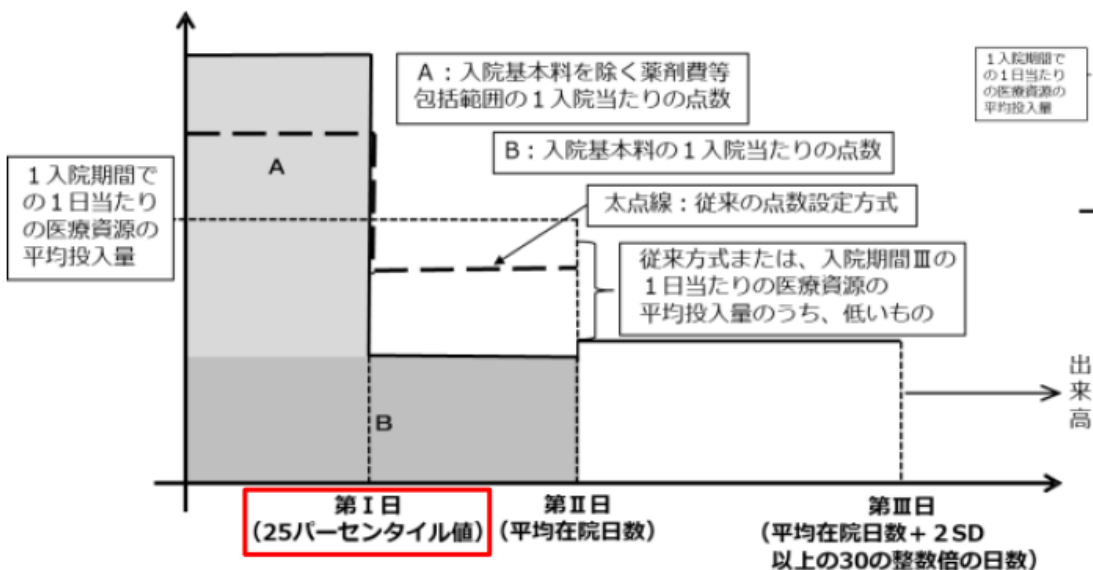 A：入院基本料を除く薬剤費等
包括範囲の１入院当たりの点数
B：入院基本料の１入院当たりの点数
太点線：従来の点数設定方式
１入院期間で
の１日当たり
の医療資源の
平均投入量
A
従来方式または、入院期間Ⅲの
１日当たりの医療資源の
平均投入量のうち、低いもの
B
出
来
高
第Ⅰ日
（25パーセンタイル値）
第Ⅱ日
（平均在院日数）
第Ⅲ日
（平均在院日数＋２SD
以上の30の整数倍の日数）
１入院期間で
の１日当たり
の医療資源の
平均投入量